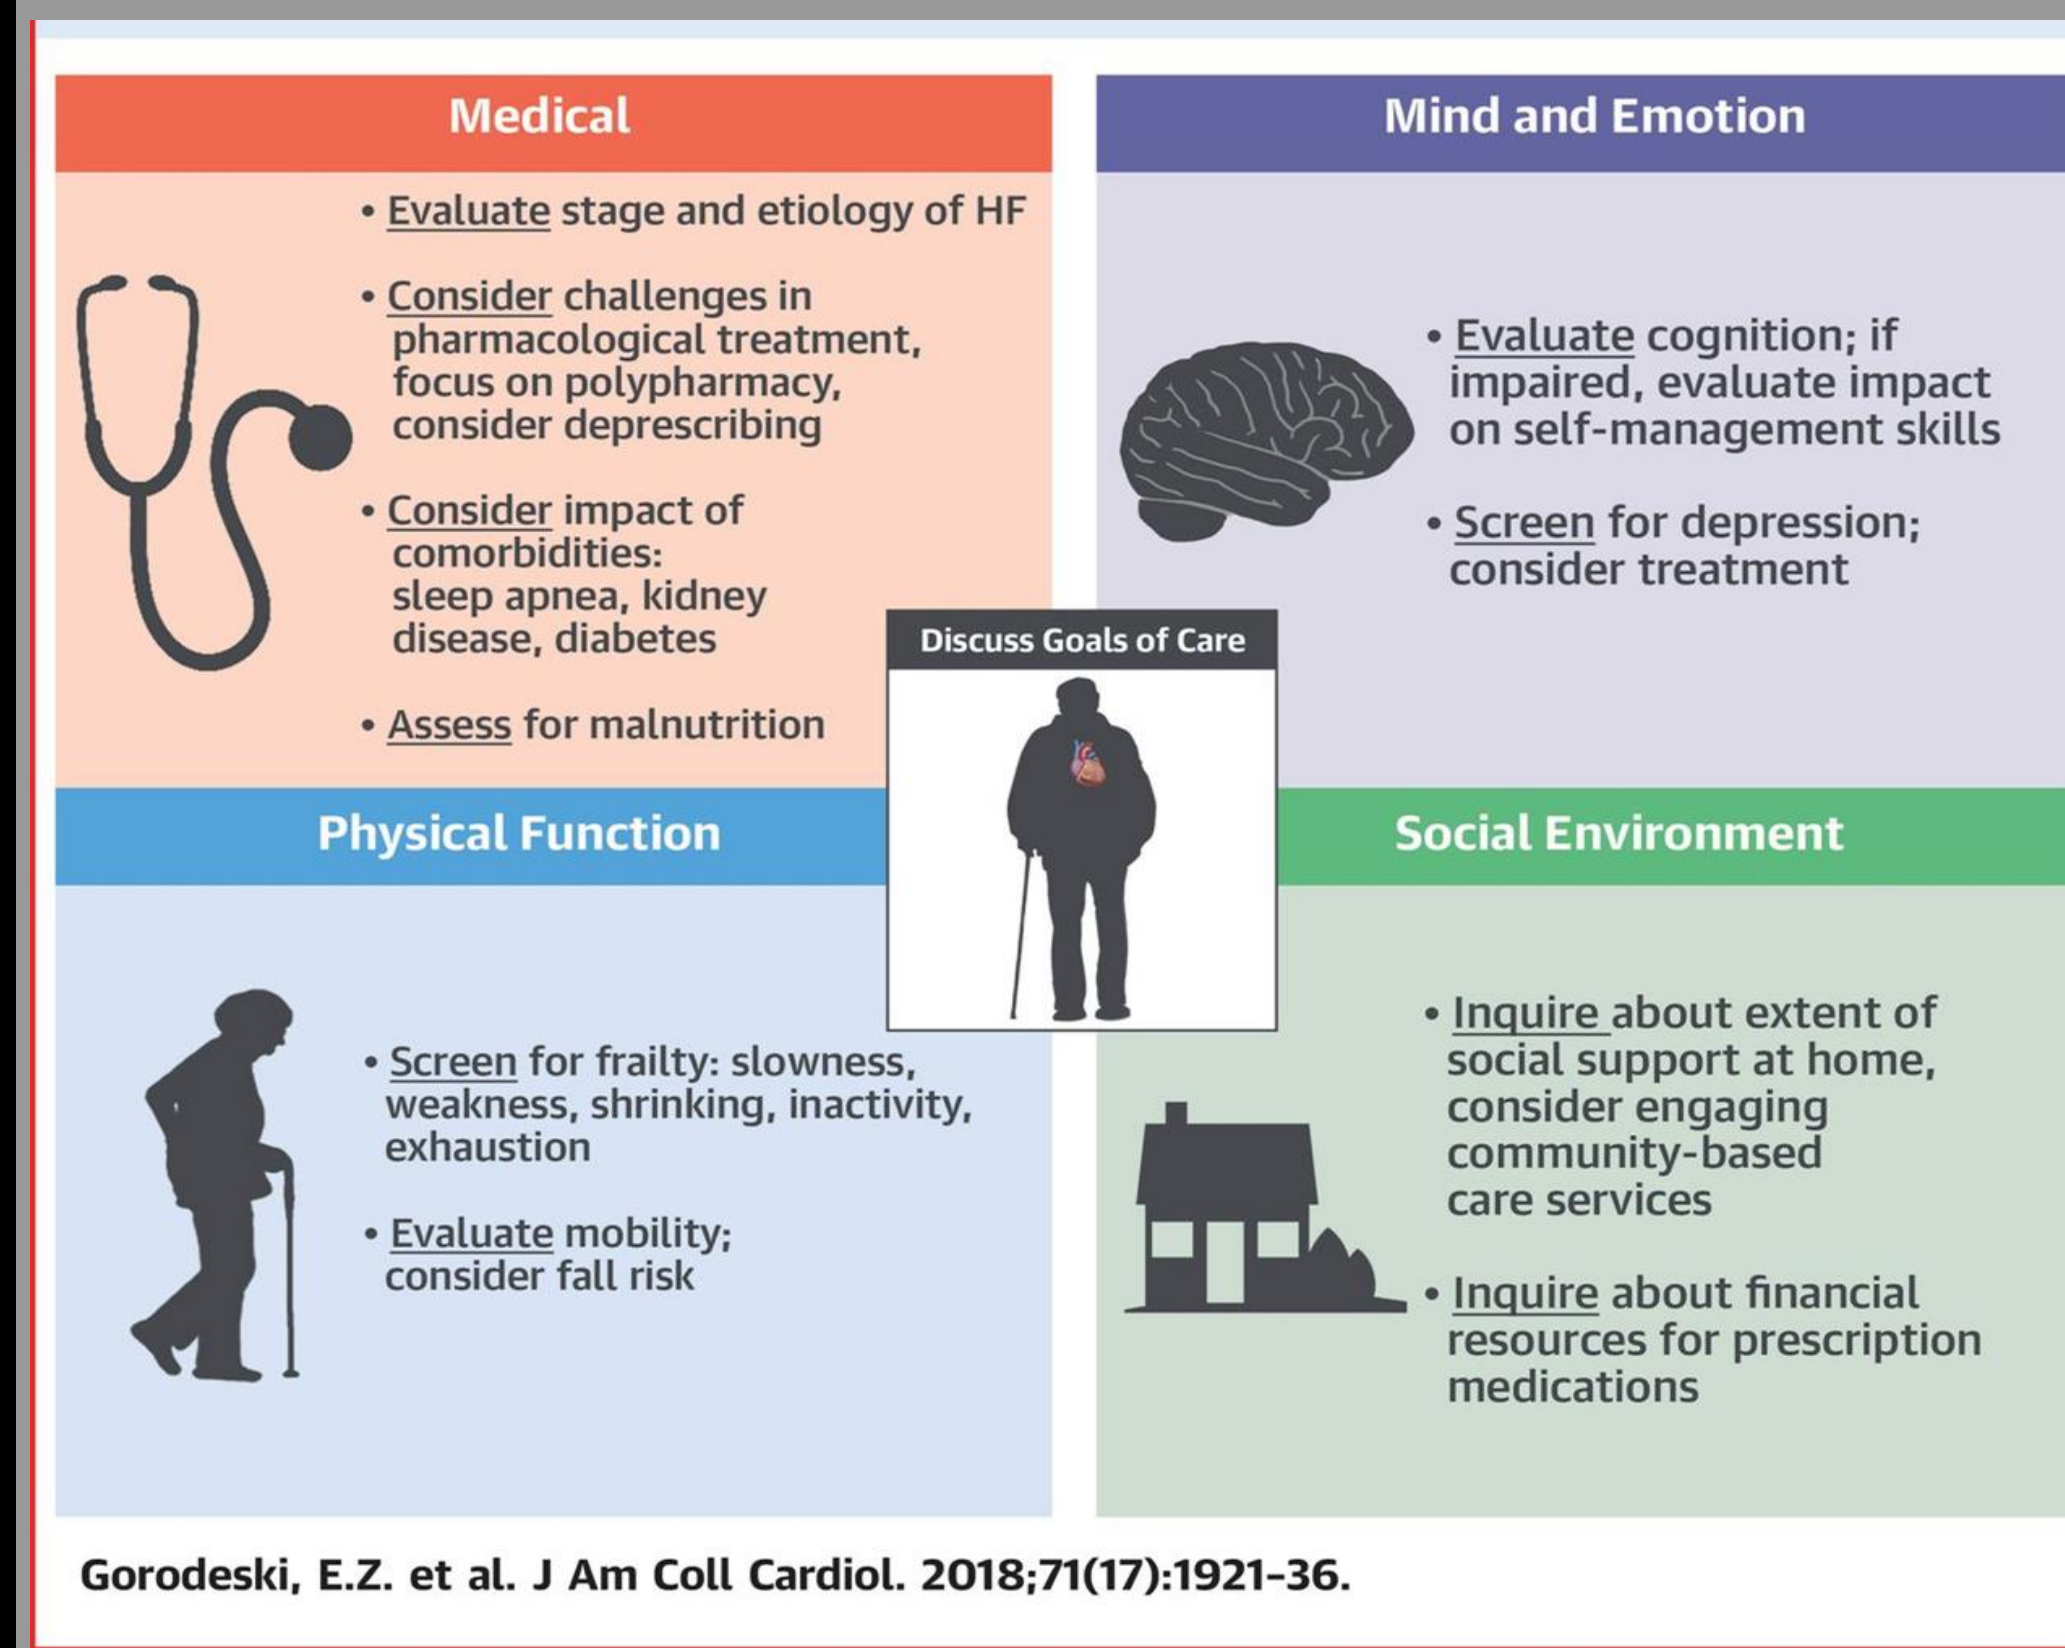 Medical
• Evaluate stage and etiology of HF
• Consider challenges in
pharmacological treatment,
focus on polypharmacy,
consider deprescribing
• Consider impact of
comorbidities:
sleep apnea, kidney
disease, diabetes
• Assess for malnutrition
Mind and Emotion
• Evaluate cognition; if
impaired, evaluate impact
on self-management skills
• Screen for depression;
consider treatment
Discuss Goals of Care
Physical Function
• Screen for frailty: slowness,
weakness, shrinking, inactivity,
exhaustion
• Evaluate mobility;
consider fall risk
Social Environment
• Inquire about extent of
social support at home,
consider engaging
community-based
care services
• Inquire about financial
resources for prescription
medications
Gorodeski, E.Z. et al. J Am Coll Cardiol. 2018;71(17):1921-36.